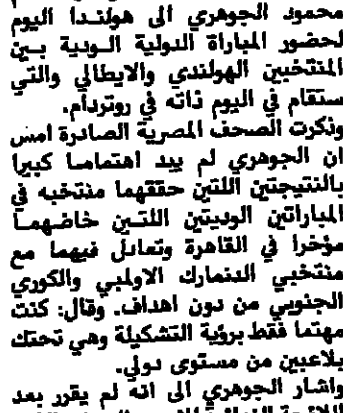 محمود الجوهري الى هولندا اليوم
لحضور المباراة الدولية الودية بين
المنتخبين الهولندي والايطالي والتي
ستقام في اليوم ذاته في روتردام.
وذكرت الصحف المصرية الصادرة امس
ان الجوهري لم يبد اهتماما كبيرا
بالنتيجتين اللتين حققهما منتخبه في
المباراتين الوديتين اللتين خاضهما
مؤخرا في القاهرة وتعادل فيهما مع
منتخبي الدنمارك الاولمبي والكوري
الجنوبي من دون اهداف. وقال: كنت
مهتما فقط برؤية التشكيلة وهي تحتك
بلاعبين من مستوى دولي.
واشار الجوهري الى انه لم يقرر بعد